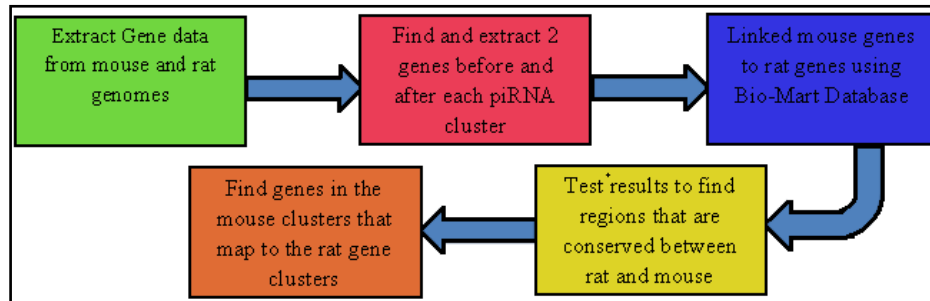 Extract Gene data
from mouse and rat
genomes
Find and extract 2
genes before and
after each piRNA
cluster
Linked mouse genes
to rat genes using
Bio-Mart Database
Test results to find
regions that are
conserved between
rat and mouse
Find genes in the
mouse clusters that
map to the rat gene
clusters